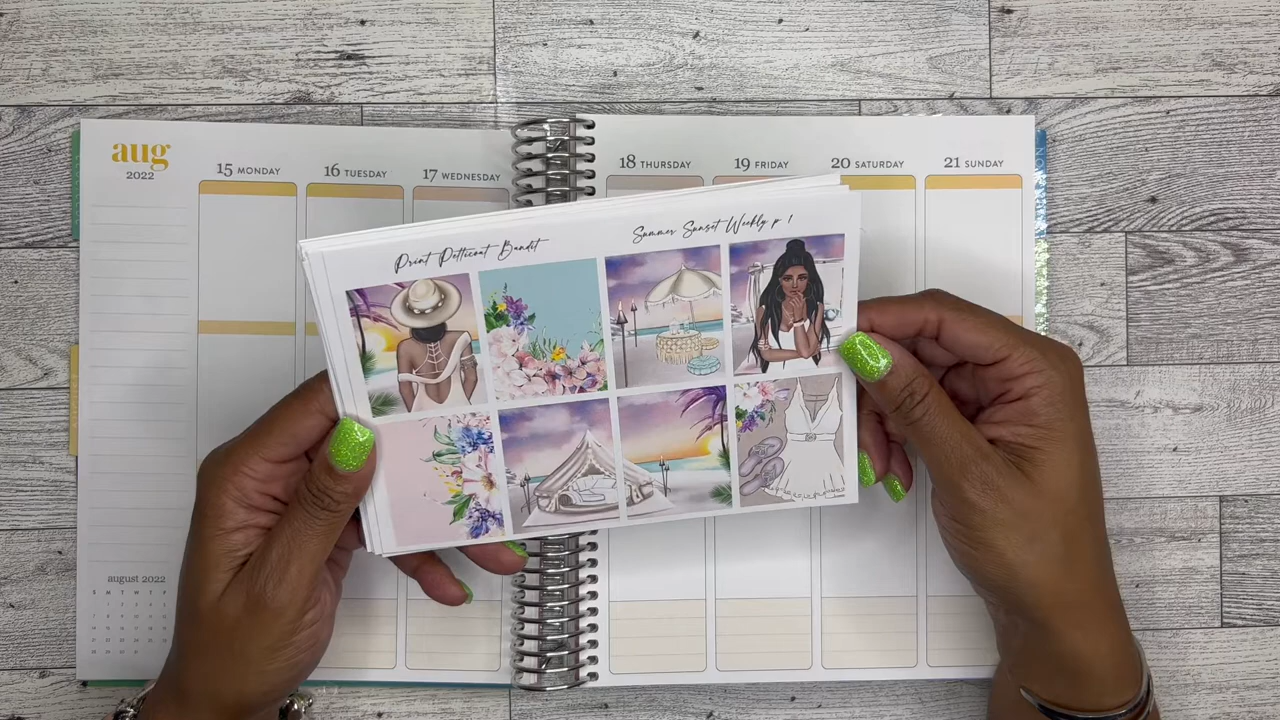 aug
2022
15 MONDAY
16 TUESDAY
17 WEDNESDAY
18 THURSDAY
19 FRIDAY
20 SATURDAY
21 SUNDAY
Print Petticoat Bandit
Summer Sunset Weekly p 1
august 2022
S M T W T F